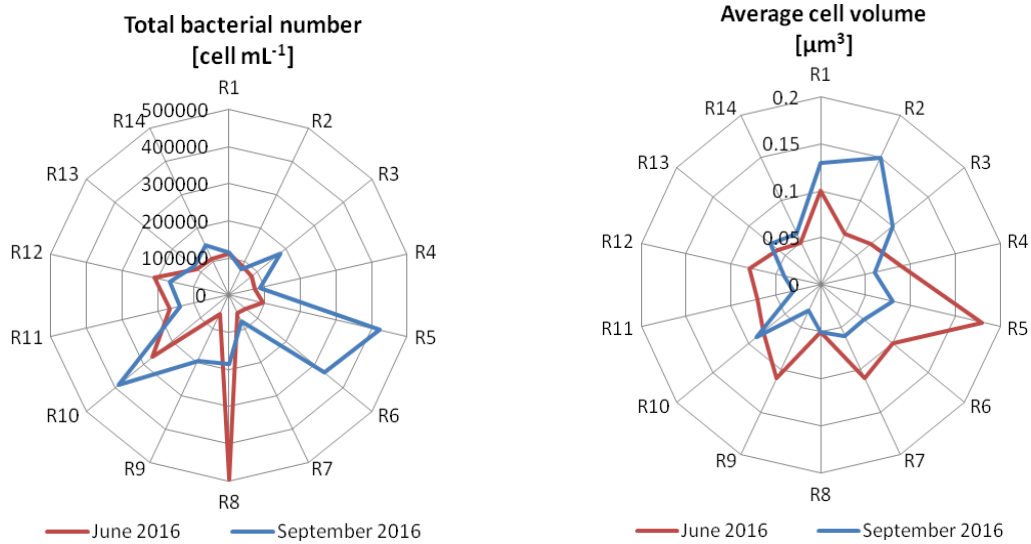 Total bacterial number
[cell mL⁻¹]
R1
R2
R3
R4
R5
R6
R7
R8
R9
R10
R11
R12
R13
R14
500000
400000
300000
200000
100000
0
June 2016
September 2016
Average cell volume
[µm³]
R1
R2
R3
R4
R5
R6
R7
R8
R9
R10
R11
R12
R13
R14
0.2
0.15
0.1
0.05
0
June 2016
September 2016